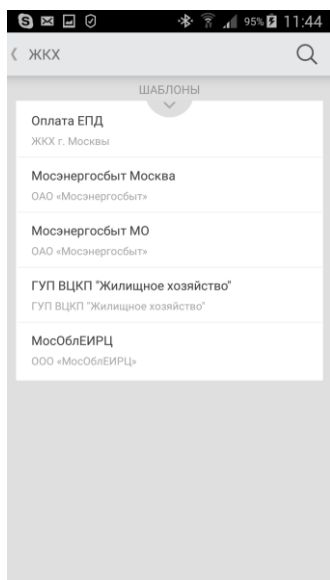 95% 11:44
ЖКХ
ШАБЛОНЫ
Оплата ЕПД
ЖКХ г. Москвы
Мосэнергосбыт Москва
ОАО «Мосэнергосбыт»
Мосэнергосбыт МО
ОАО «Мосэнергосбыт»
ГУП ВЦКП "Жилищное хозяйство"
ГУП ВЦКП "Жилищное хозяйство"
МосОблЕИРЦ
ООО «МосОблЕИРЦ»